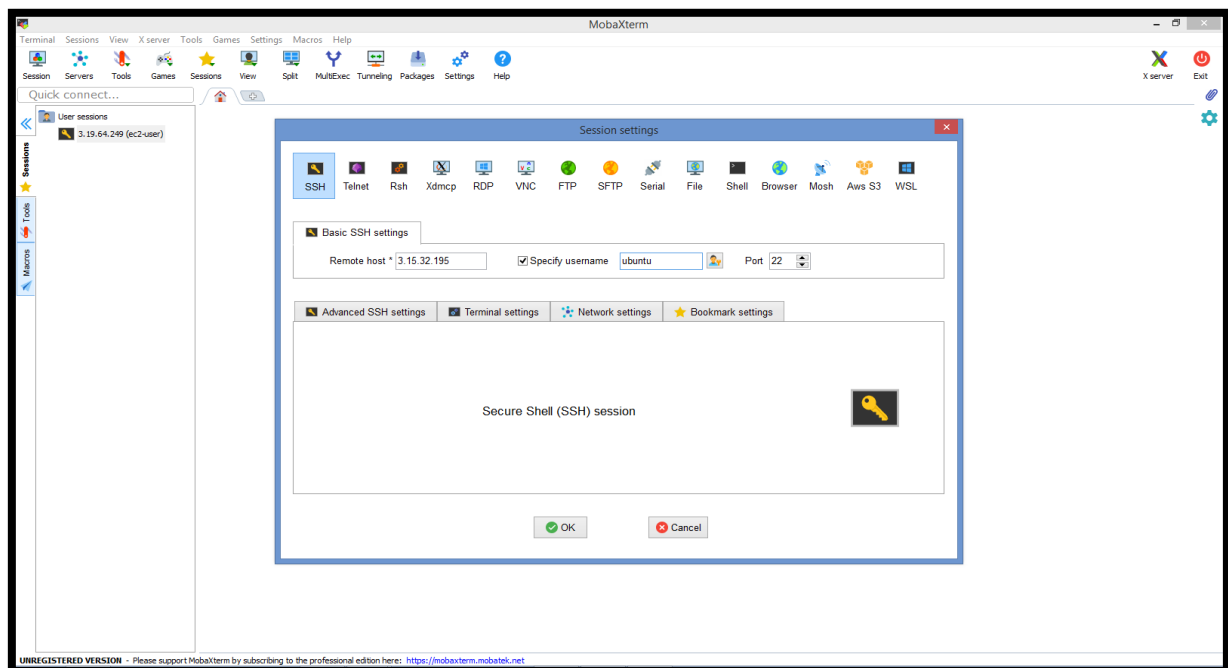 MobaXterm
Terminal Sessions View X server Tools Games Settings Macros Help
Session Servers Tools Games Sessions View Split MultiExec Tunneling Packages Settings Help X server Exit
Quick connect...
User sessions
3.19.64.249 (ec2-user)
Sessions
Tools
Macros
Session settings
SSH Telnet Rsh Xdmcp RDP VNC FTP SFTP Serial File Shell Browser Mosh Aws S3 WSL
Basic SSH settings
Remote host * 3.15.32.195 Specify username ubuntu Port 22
Advanced SSH settings Terminal settings Network settings Bookmark settings
Secure Shell (SSH) session
OK Cancel
UNREGISTERED VERSION - Please support MobaXterm by subscribing to the professional edition here: https://mobaxterm.mobatek.net